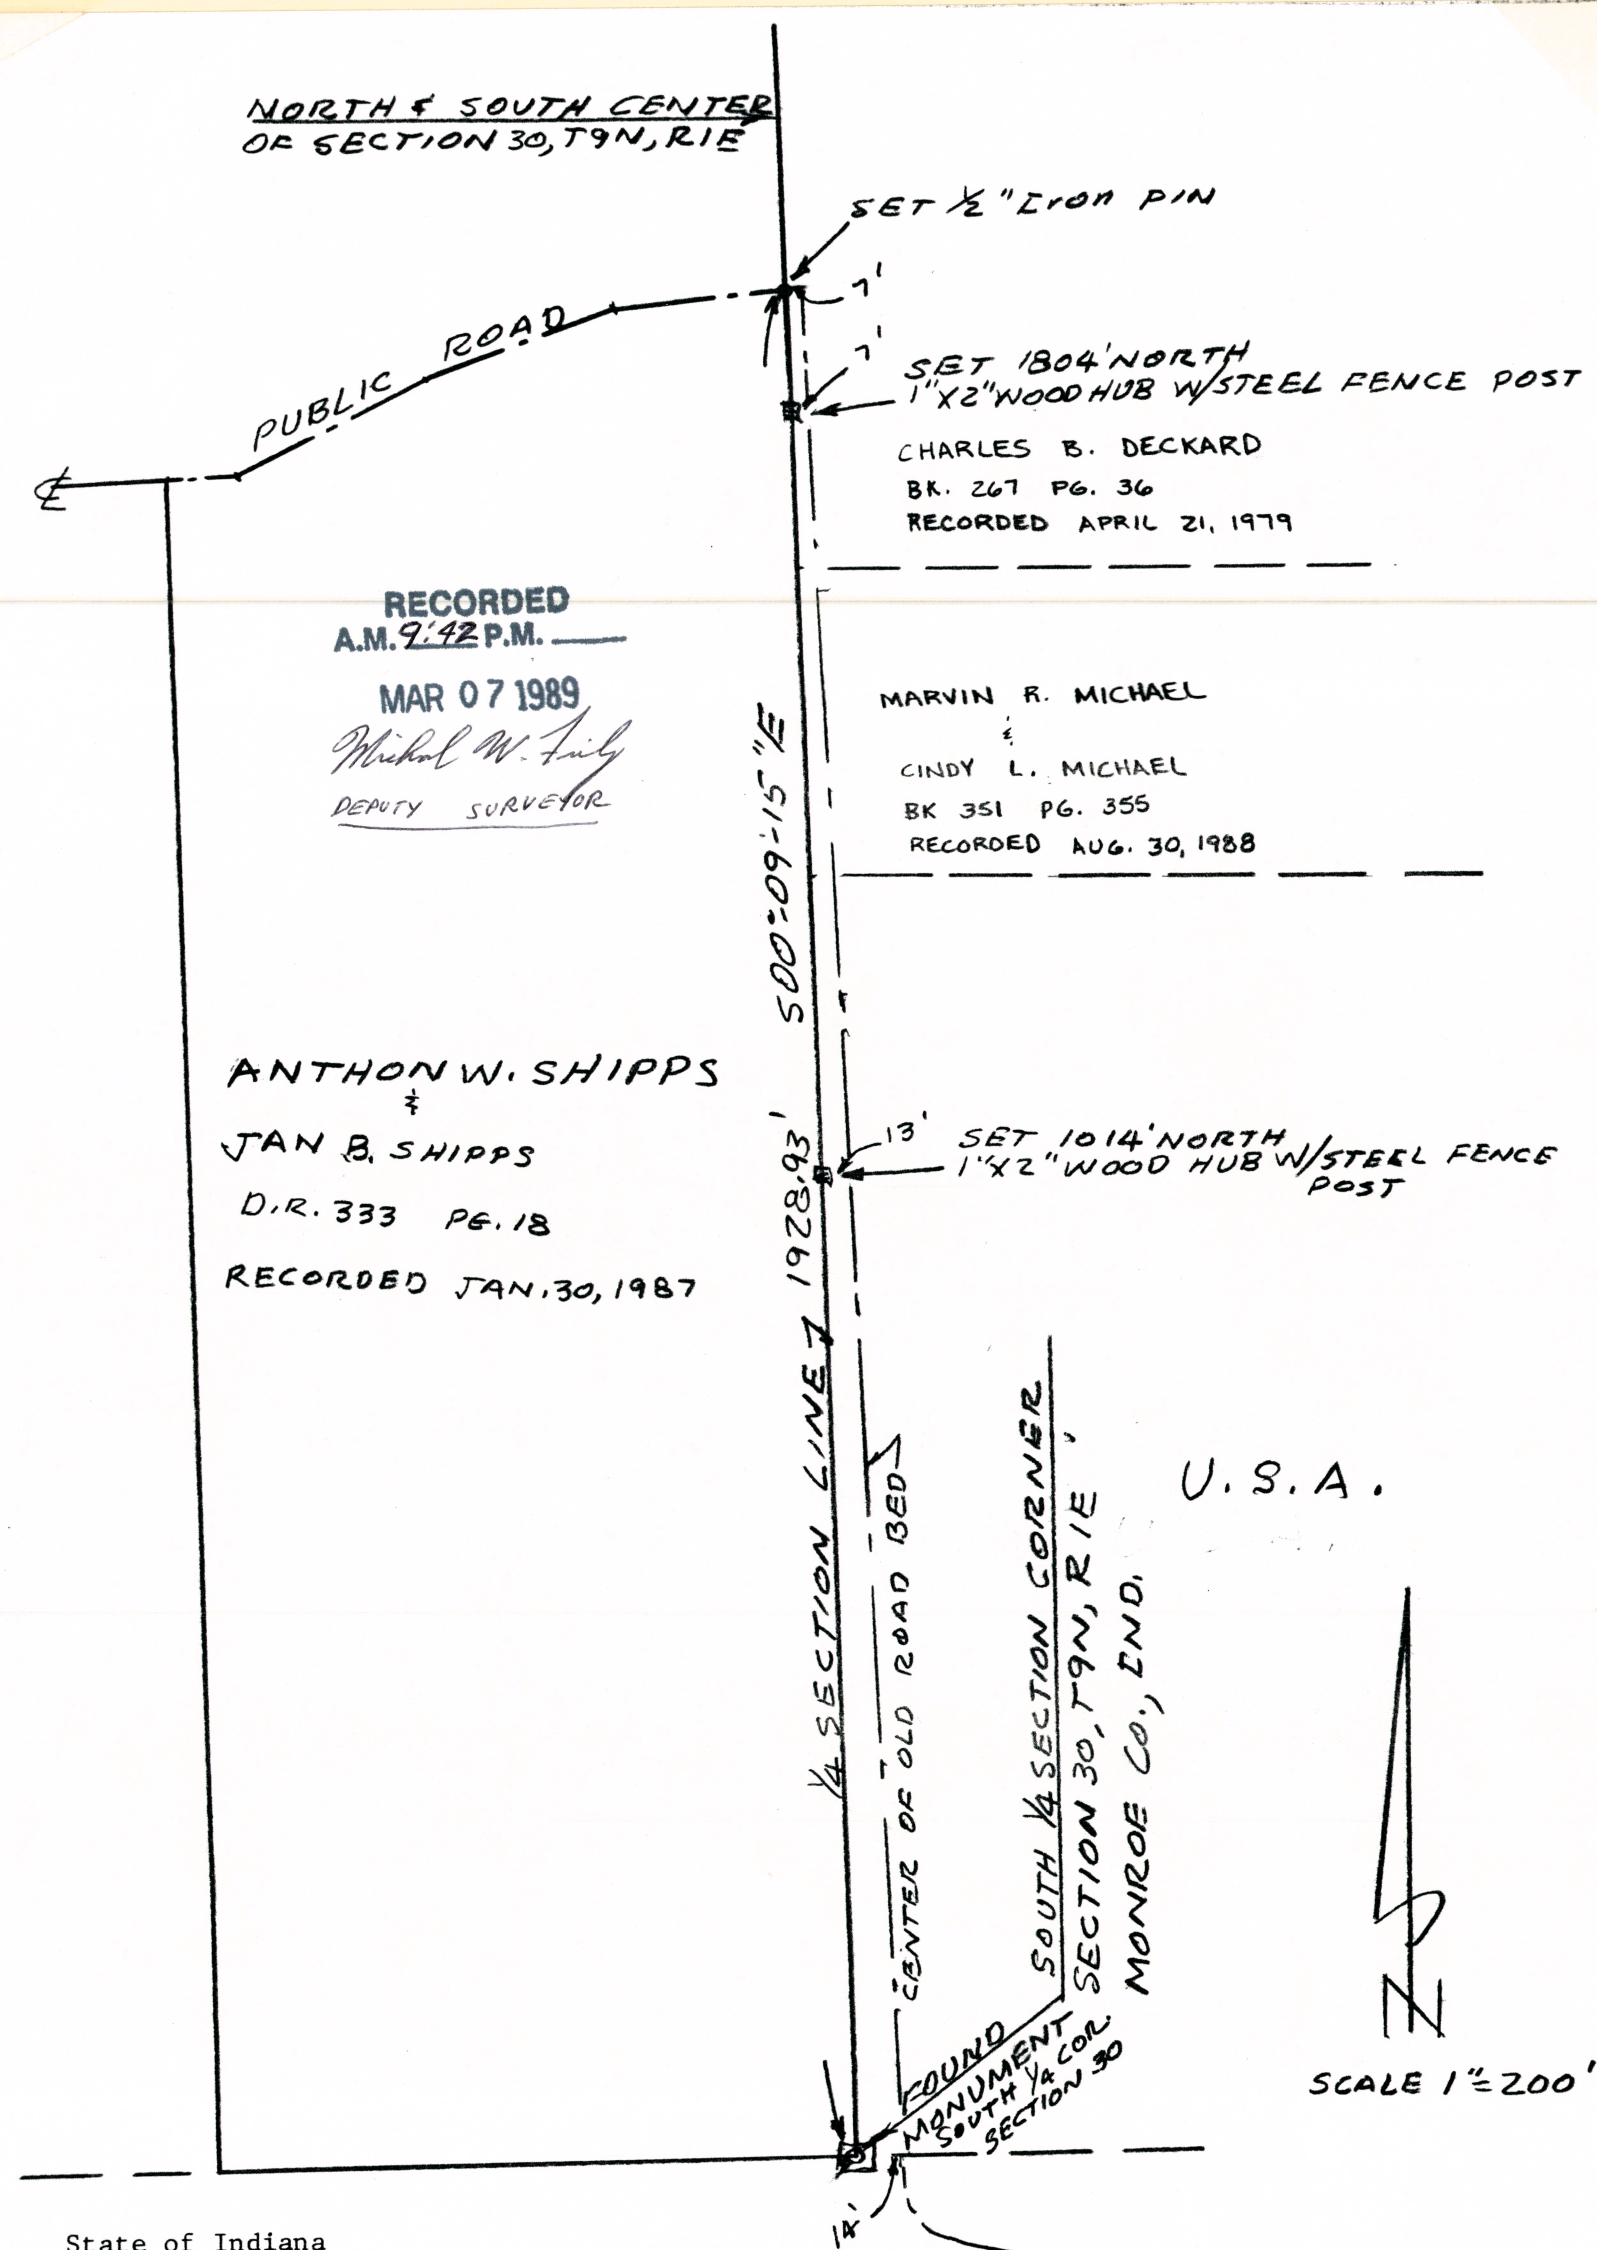 NORTH & SOUTH CENTER
OF SECTION 30, T9N, R1E
SET 1/2" Iron PIN
7'
7'
PUBLIC ROAD
SET 1804' NORTH
1"X2" WOOD HUB W/STEEL FENCE POST
CHARLES B. DECKARD
BK. 267 PG. 36
RECORDED APRIL 21, 1979
℄
RECORDED
A.M. 9:42 P.M.
MAR 07 1989
DEPUTY SURVEYOR
MARVIN R. MICHAEL
&
CINDY L. MICHAEL
BK 351 PG. 355
RECORDED AUG. 30, 1988
1/4 SECTION LINE 1928.93' S00°-09'-15"E
ANTHON W. SHIPPS
&
JAN B. SHIPPS
D.R. 333 PG. 18
RECORDED JAN. 30, 1987
13'
SET 1014' NORTH
1"X2" WOOD HUB W/STEEL FENCE
POST
CENTER OF OLD ROAD BED
SOUTH 1/4 SECTION CORNER
SECTION 30, T9N, R1E
MONROE CO., IND.
U.S.A.
N
SCALE 1"=200'
FOUND
MONUMENT
SOUTH 1/4 COR.
SECTION 30
State of Indiana